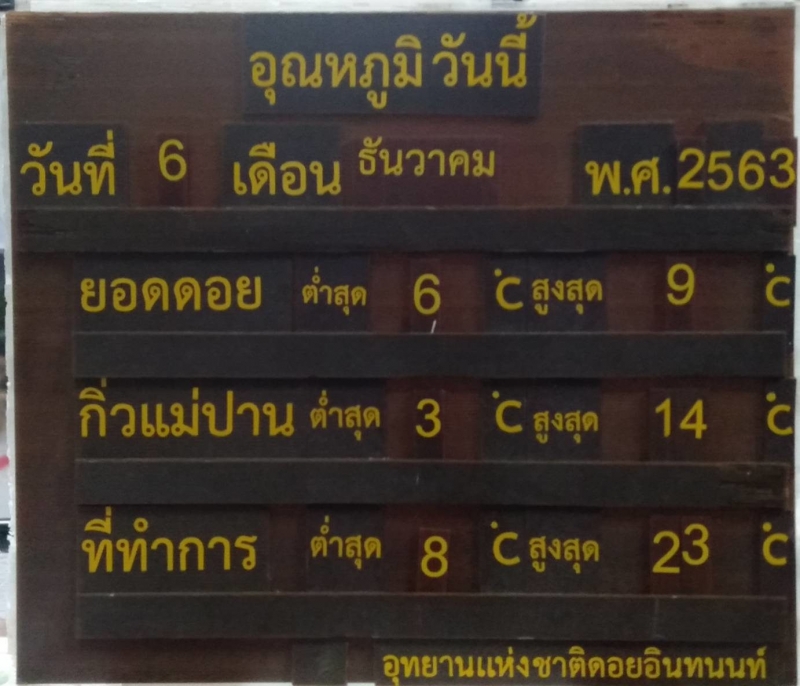 อุณหภูมิ วันนี้
วันที่ 6 เดือน ธันวาคม พ.ศ. 2563
ยอดดอย ต่ำสุด 6 °C สูงสุด 9 °C
กิ่วแม่ปาน ต่ำสุด 3 °C สูงสุด 14 °C
ที่ทำการ ต่ำสุด 8 °C สูงสุด 23 °C
อุทยานแห่งชาติดอยอินทนนท์